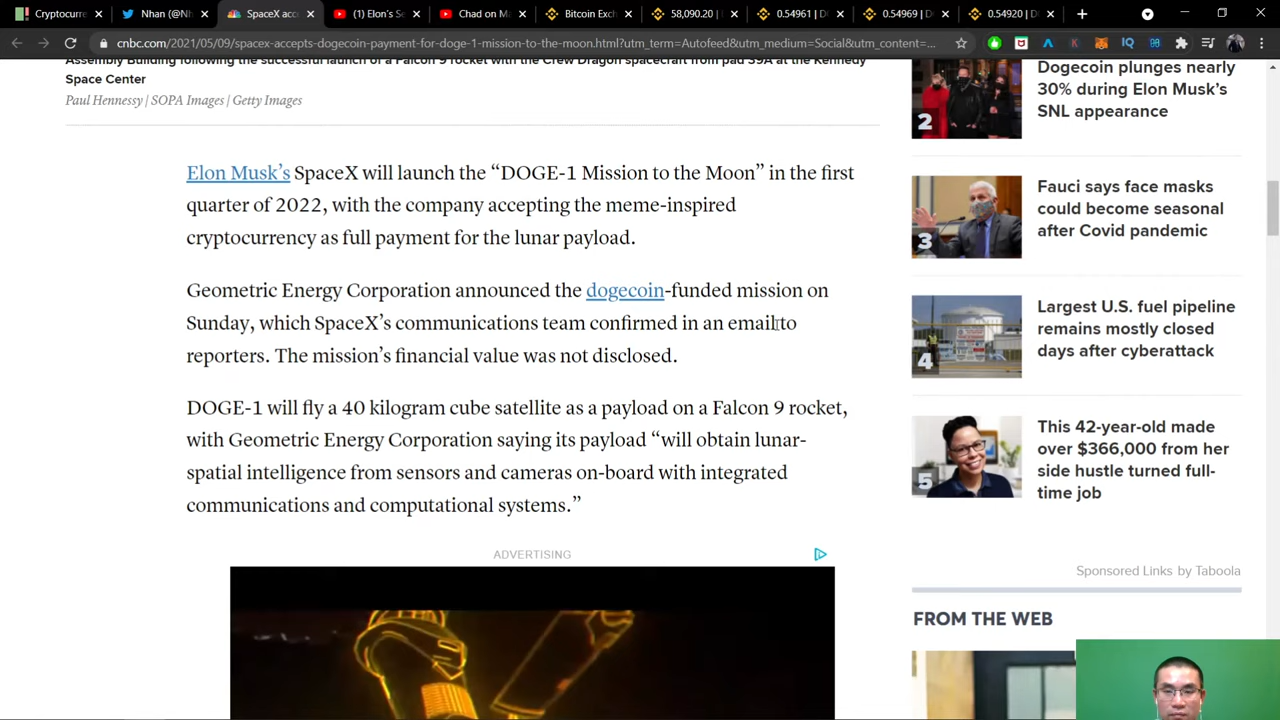 Cryptocurre
Nhan (@Nh
SpaceX acc
(1) Elon's S
Chad on M
Bitcoin Exch
58,090.20 |
0.54961 | D
0.54969 | D
0.54920 | D
cnbc.com/2021/05/09/spacex-accepts-dogecoin-payment-for-doge-1-mission-to-the-moon.html?utm_term=Autofeed&utm_medium=Social&utm_content=...
Assembly Building following the successful launch of a Falcon 9 rocket with the Crew Dragon spacecraft from pad 39A at the Kennedy
Space Center
Paul Hennessy | SOPA Images | Getty Images
Elon Musk's SpaceX will launch the “DOGE-1 Mission to the Moon” in the first
quarter of 2022, with the company accepting the meme-inspired
cryptocurrency as full payment for the lunar payload.
Geometric Energy Corporation announced the dogecoin-funded mission on
Sunday, which SpaceX’s communications team confirmed in an email to
reporters. The mission’s financial value was not disclosed.
DOGE-1 will fly a 40 kilogram cube satellite as a payload on a Falcon 9 rocket,
with Geometric Energy Corporation saying its payload “will obtain lunar-
spatial intelligence from sensors and cameras on-board with integrated
communications and computational systems.”
ADVERTISING
Dogecoin plunges nearly
30% during Elon Musk’s
SNL appearance
2
Fauci says face masks
could become seasonal
after Covid pandemic
3
Largest U.S. fuel pipeline
remains mostly closed
days after cyberattack
4
This 42-year-old made
over $366,000 from her
side hustle turned full-
time job
5
Sponsored Links by Taboola
FROM THE WEB